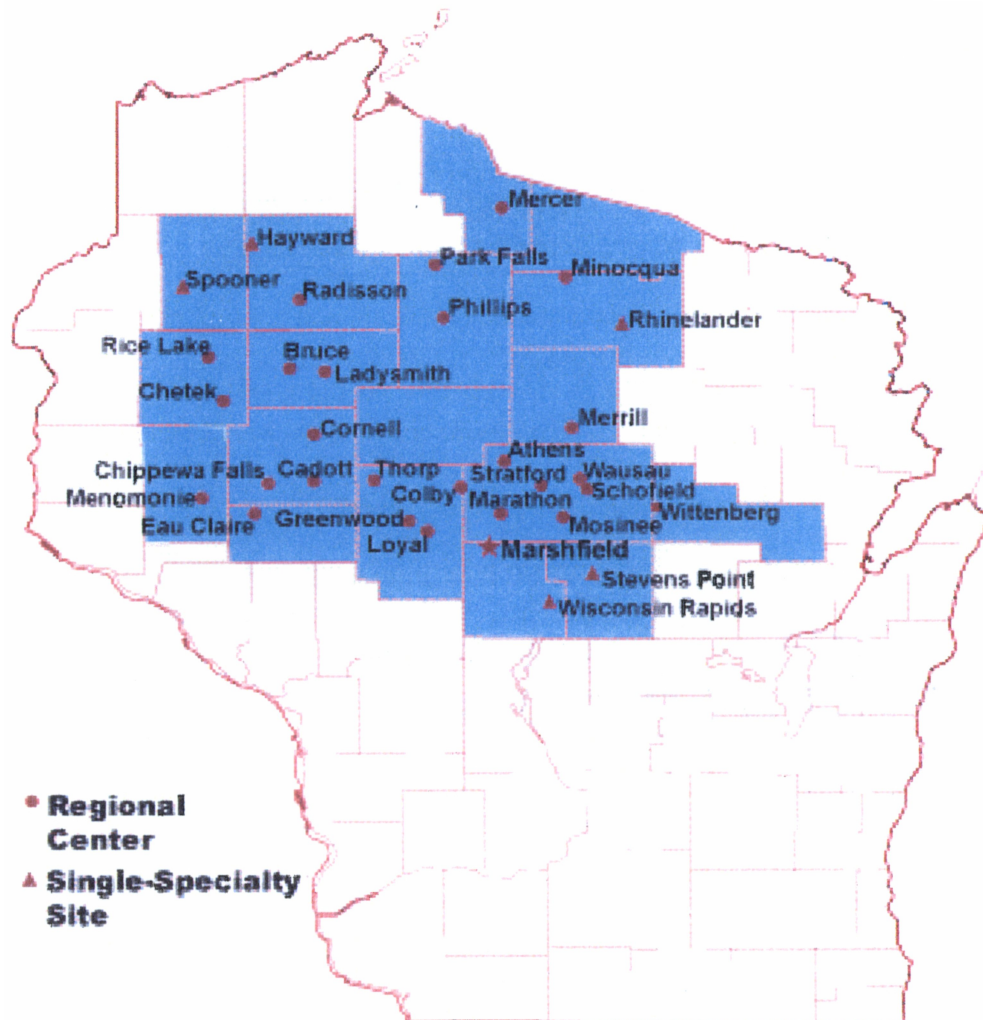 Mercer
Hayward
Park Falls
Minocqua
Spooner
Radisson
Phillips
Rhinelander
Rice Lake
Bruce
Ladysmith
Chetek
Merrill
Cornell
Athens
Chippewa Falls
Cadott
Thorp
Stratford
Wausau
Menomonie
Colby
Marathon
Schofield
Eau Claire
Greenwood
Mosinee
Wittenberg
Loyal
Marshfield
Stevens Point
Wisconsin Rapids
Regional
Center
Single-Specialty
Site